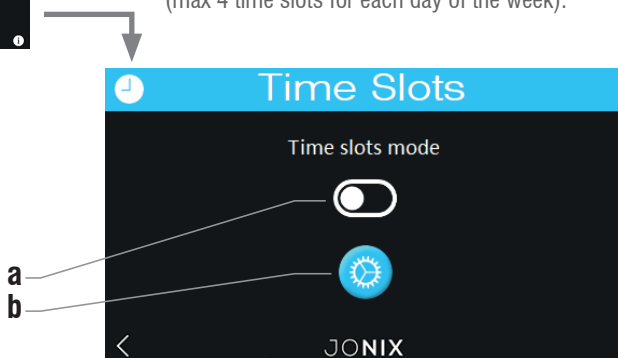 (max 4 time slots for each day of the week).
Time Slots
Time slots mode
a
b
JONIX